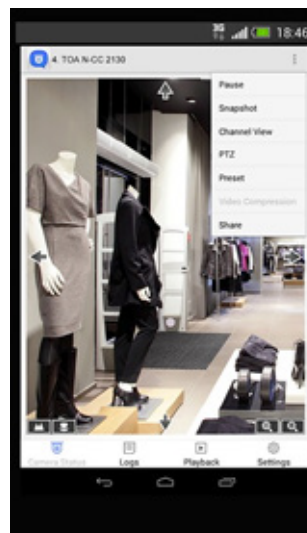 3G 18:46
4. TOA N-CC 2130
Pause
Snapshot
Channel View
PTZ
Preset
Video Compression
Share
Camera Status Logs Playback Settings